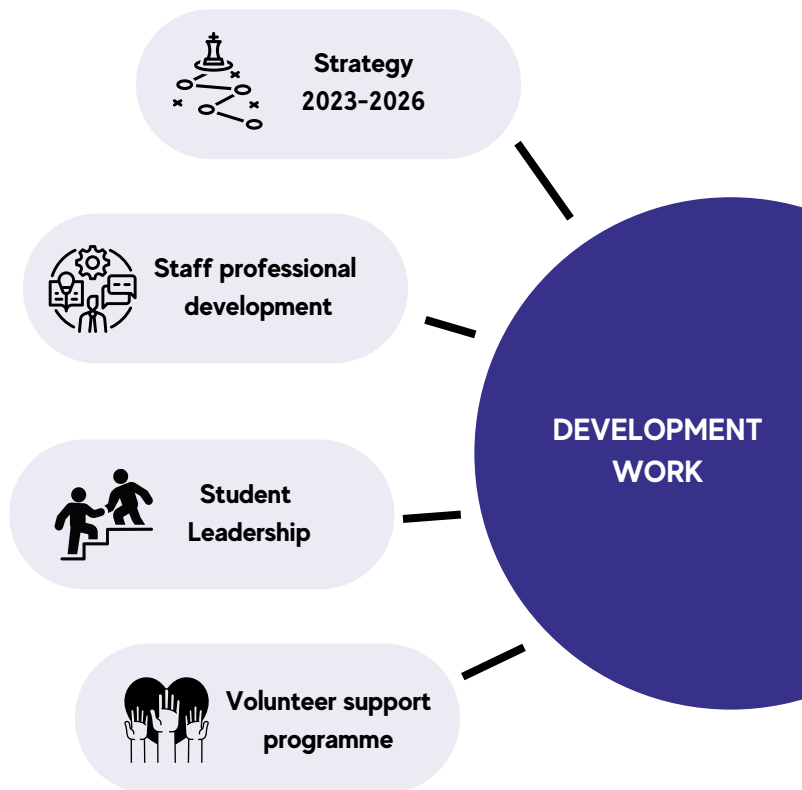 Strategy
2023-2026
Staff professional
development
DEVELOPMENT
WORK
Student
Leadership
Volunteer support
programme